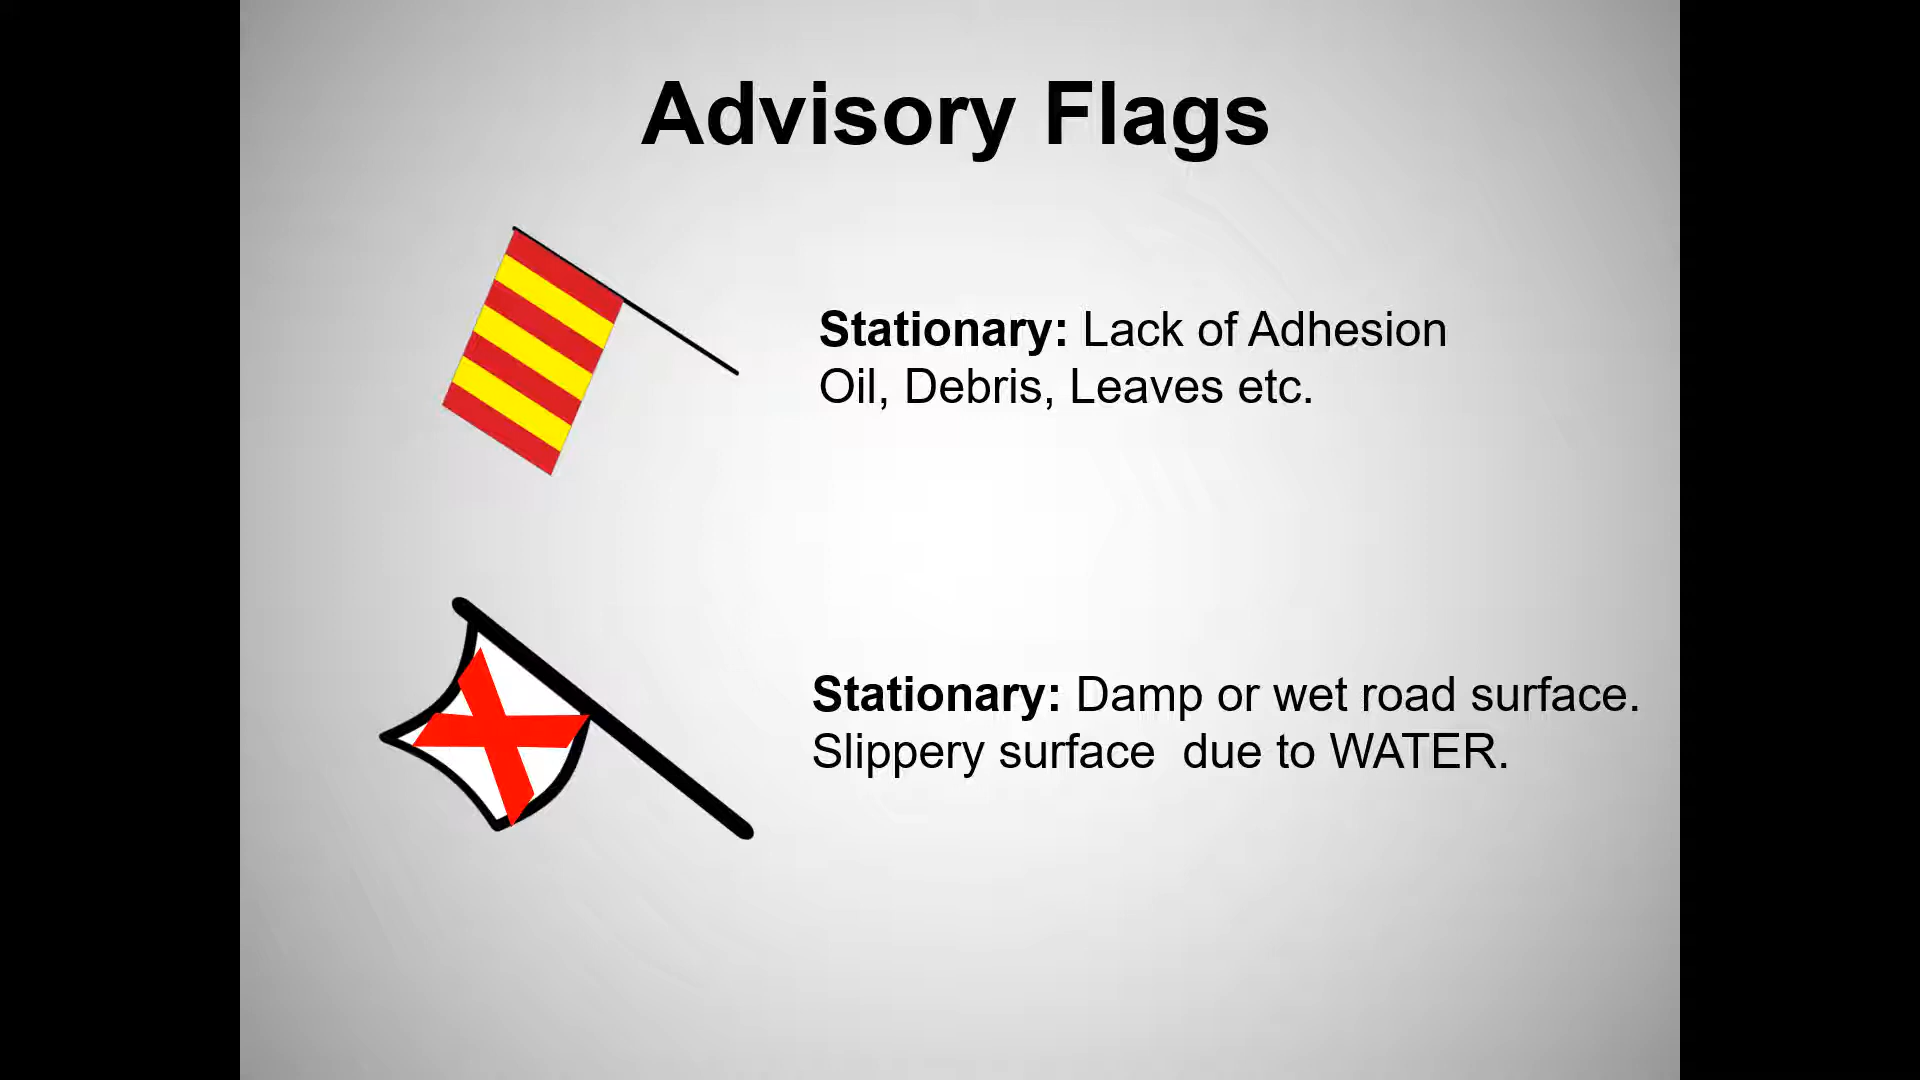 Advisory Flags
Stationary: Lack of Adhesion
Oil, Debris, Leaves etc.
Stationary: Damp or wet road surface.
Slippery surface  due to WATER.